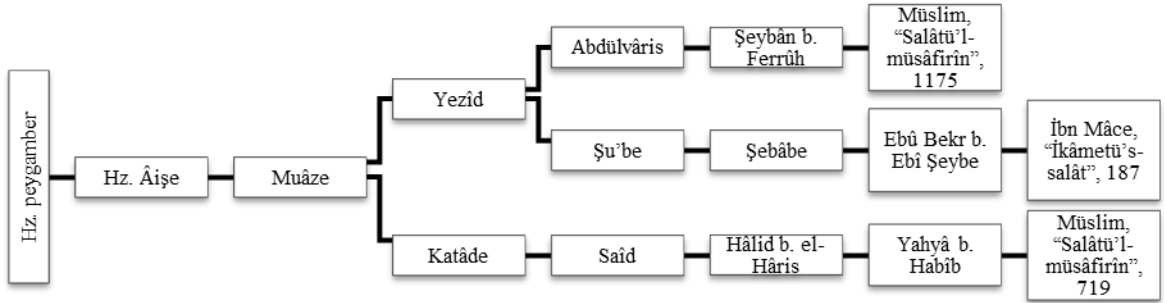 Hz. peygamber
Hz. Âişe
Muâze
Yezîd
Abdülvâris
Şeybân b.
Ferrûh
Müslim,
“Salâtü’l-
müsâfirîn”,
1175
Şu’be
Şebâbe
Ebû Bekr b.
Ebî Şeybe
İbn Mâce,
“İkâmetü’s-
salât”, 187
Katâde
Saîd
Hâlid b. el-
Hâris
Yahyâ b.
Habîb
Müslim,
“Salâtü’l-
müsâfirîn”,
719